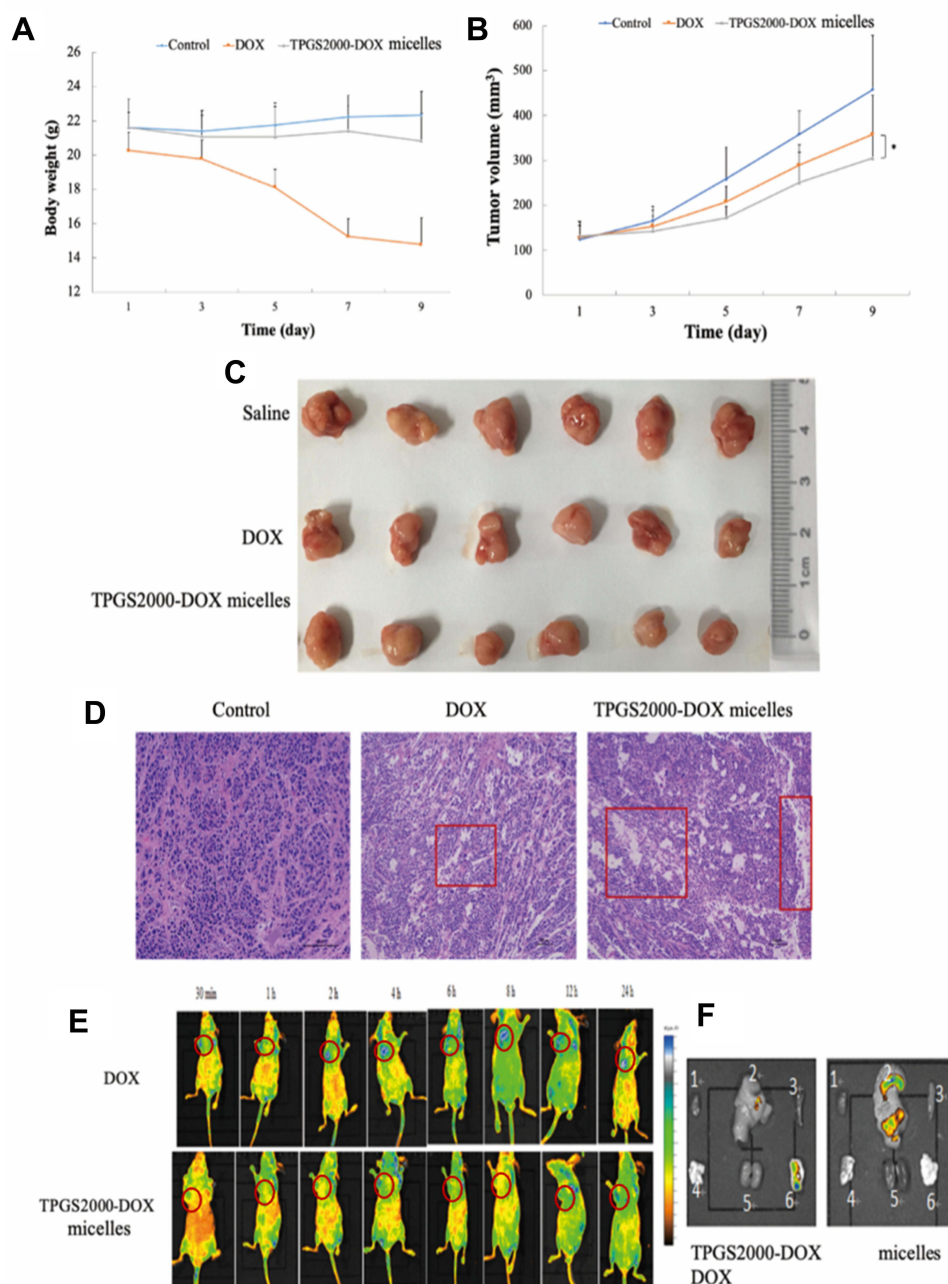 A
Control DOX TPGS2000-DOX micelles
26
24
22
20
18
16
14
12
Body weight (g)
1 3 5 7 9
Time (day)
B
Control DOX TPGS2000-DOX micelles
600
500
400
300
200
100
0
Tumor volume (mm³)
*
1 3 5 7 9
Time (day)
C
Saline
DOX
TPGS2000-DOX micelles
4
3
2
1cm
0
D
Control DOX TPGS2000-DOX micelles
E
30 min 1 h 2 h 4 h 6 h 8 h 12 h 24 h
DOX
TPGS2000-DOX
micelles
F
1 2 3
4 5 6
1 2 3
4 5 6
TPGS2000-DOX micelles
DOX